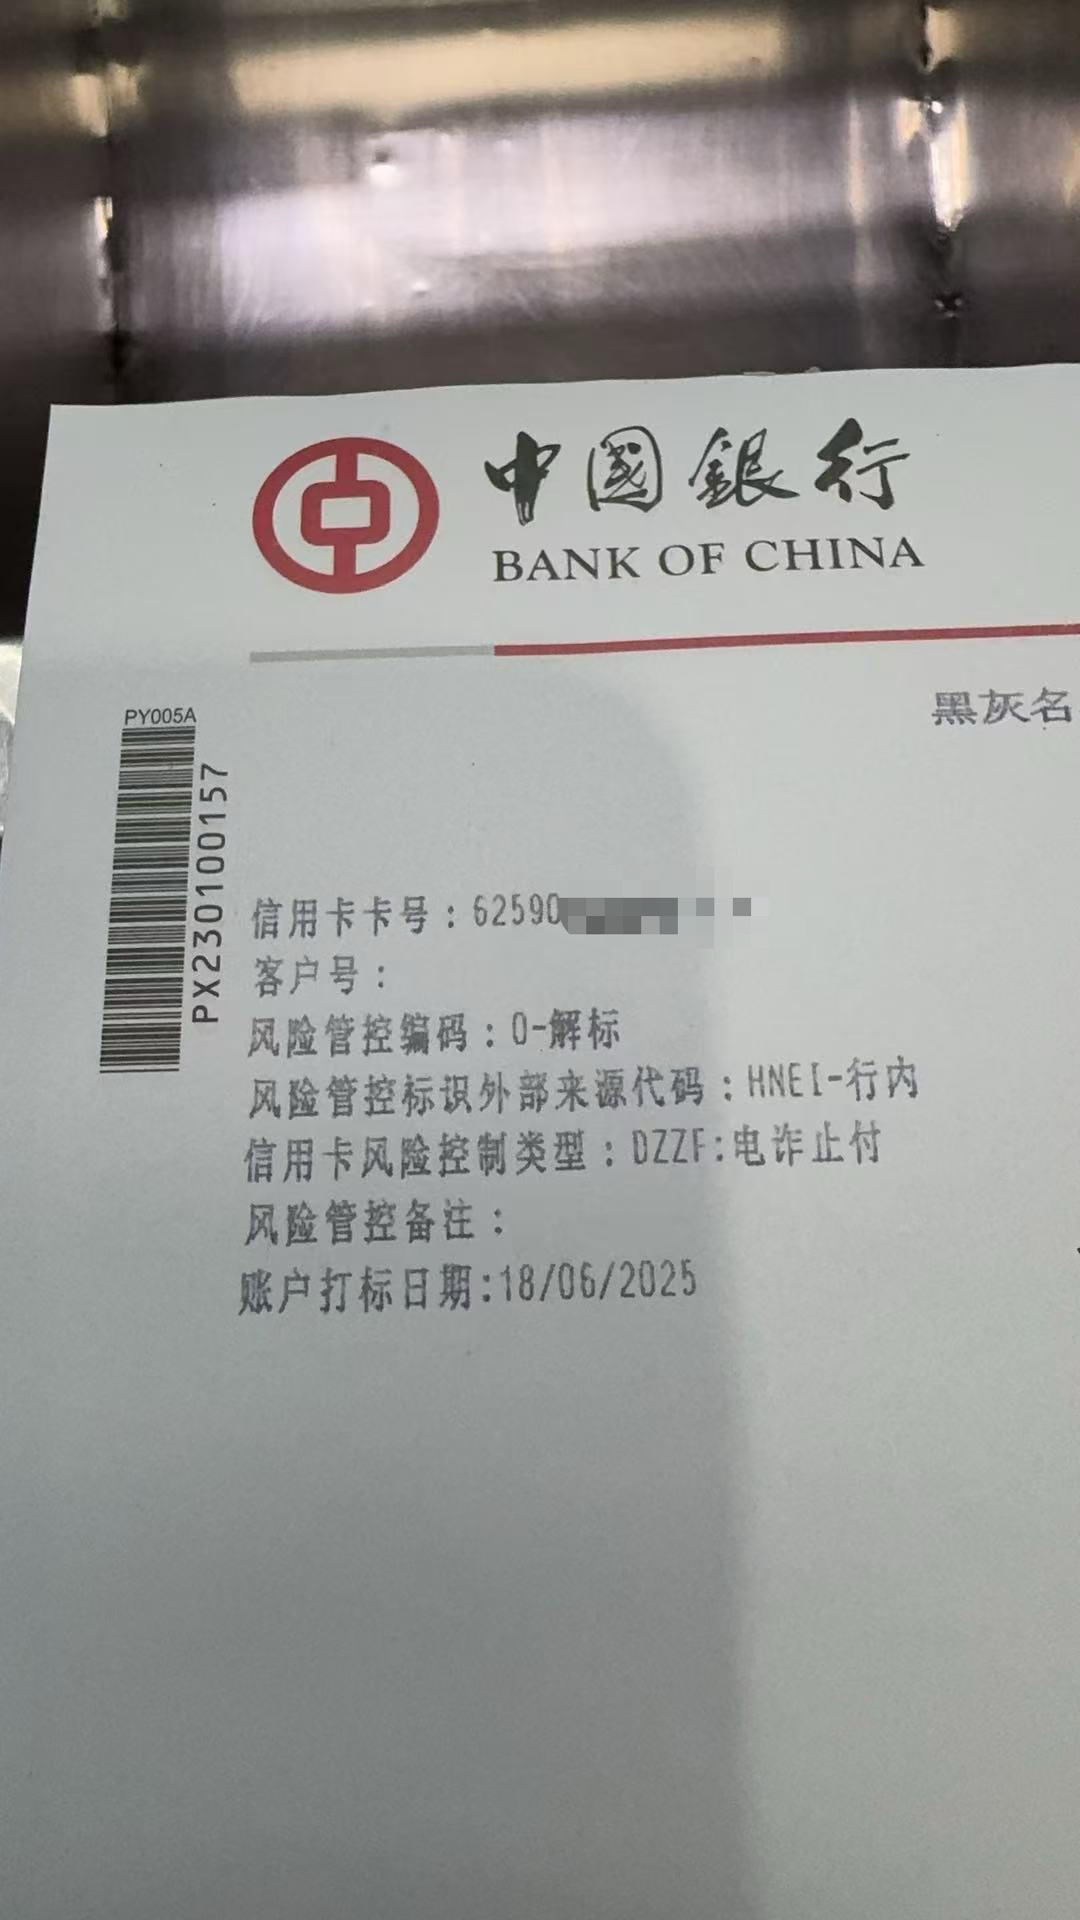 中國銀行
BANK OF CHINA
黑灰名
PY005A
PX230100157
信用卡卡号：62590
客户号：
风险管控编码：0-解标
风险管控标识外部来源代码：HNEI-行内
信用卡风险控制类型：DZZF:电诈止付
风险管控备注：
账户打标日期:18/06/2025